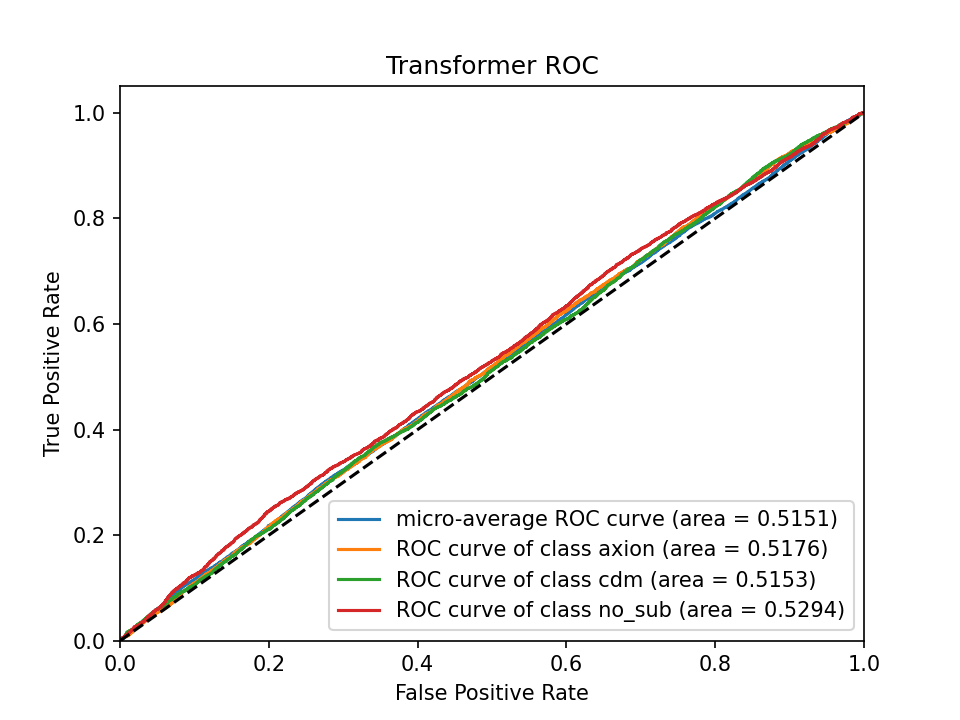 Transformer ROC
True Positive Rate
1.0
0.8
0.6
0.4
0.2
0.0
micro-average ROC curve (area = 0.5151)
ROC curve of class axion (area = 0.5176)
ROC curve of class cdm (area = 0.5153)
ROC curve of class no_sub (area = 0.5294)
0.0 0.2 0.4 0.6 0.8 1.0
False Positive Rate